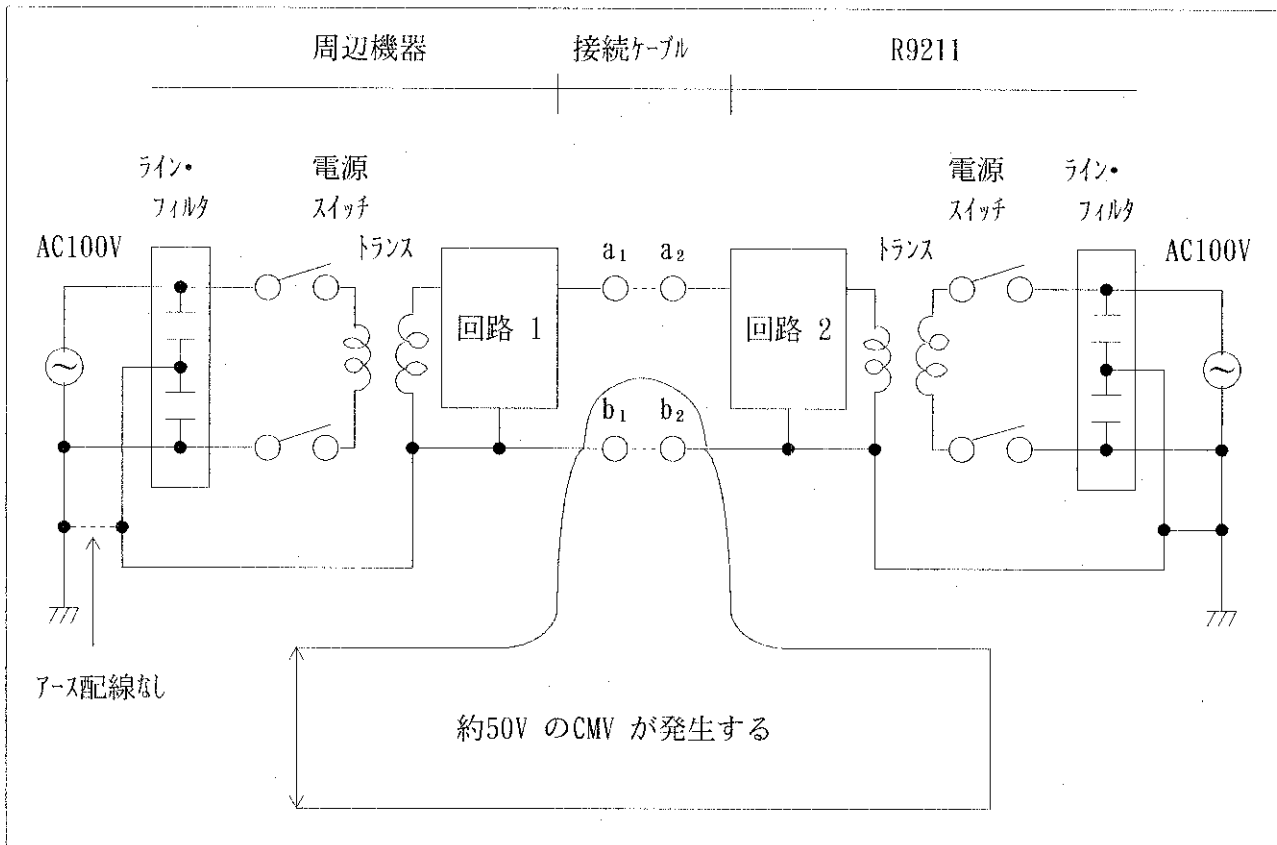 周辺機器
接続ｹｰﾌﾞﾙ
R9211
ﾗｲﾝ・
ﾌｨﾙﾀ
電源
ｽｲｯﾁ
電源
ｽｲｯﾁ
ﾗｲﾝ・
ﾌｨﾙﾀ
AC100V
ﾄﾗﾝｽ
a₁
a₂
ﾄﾗﾝｽ
AC100V
回路 1
回路 2
b₁
b₂
ｱｰｽ配線なし
約50V のCMV が発生する